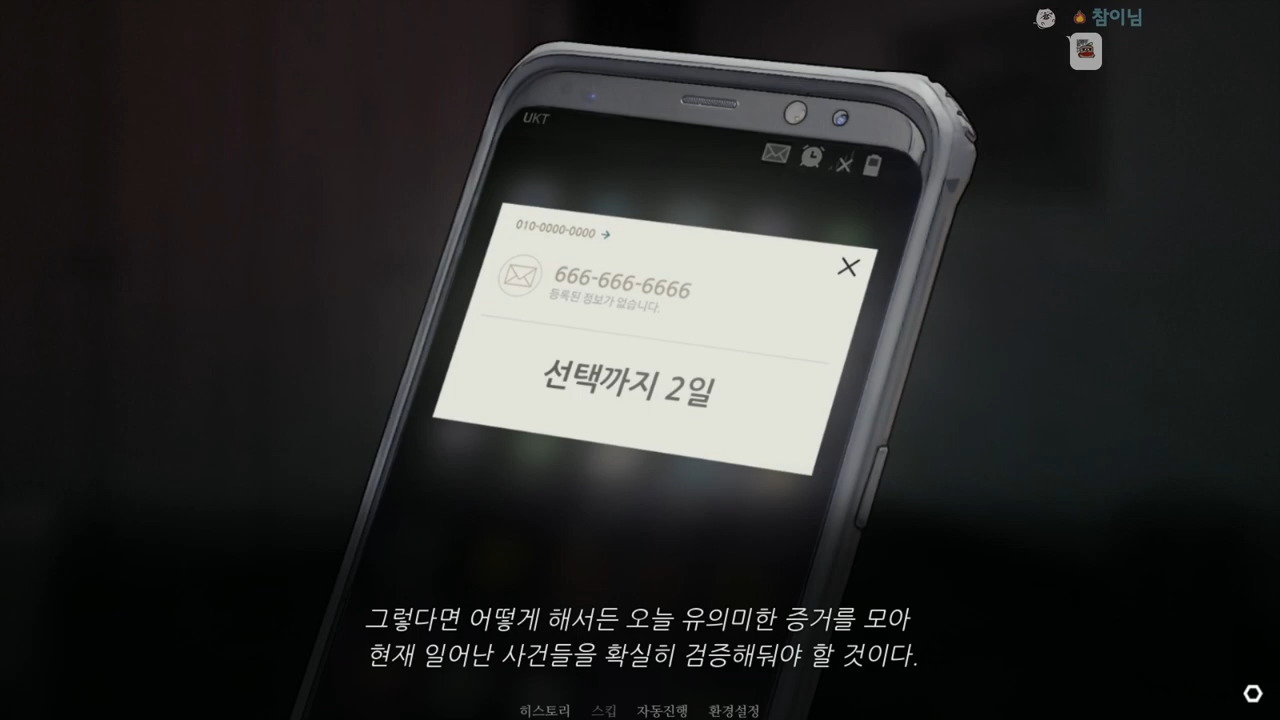 참이님
UKT
010-0000-0000 →
666-666-6666
등록된 정보가 없습니다.
선택까지 2일
그렇다면 어떻게 해서든 오늘 유의미한 증거를 모아
현재 일어난 사건들을 확실히 검증해둬야 할 것이다.
히스토리 스킵 자동진행 환경설정